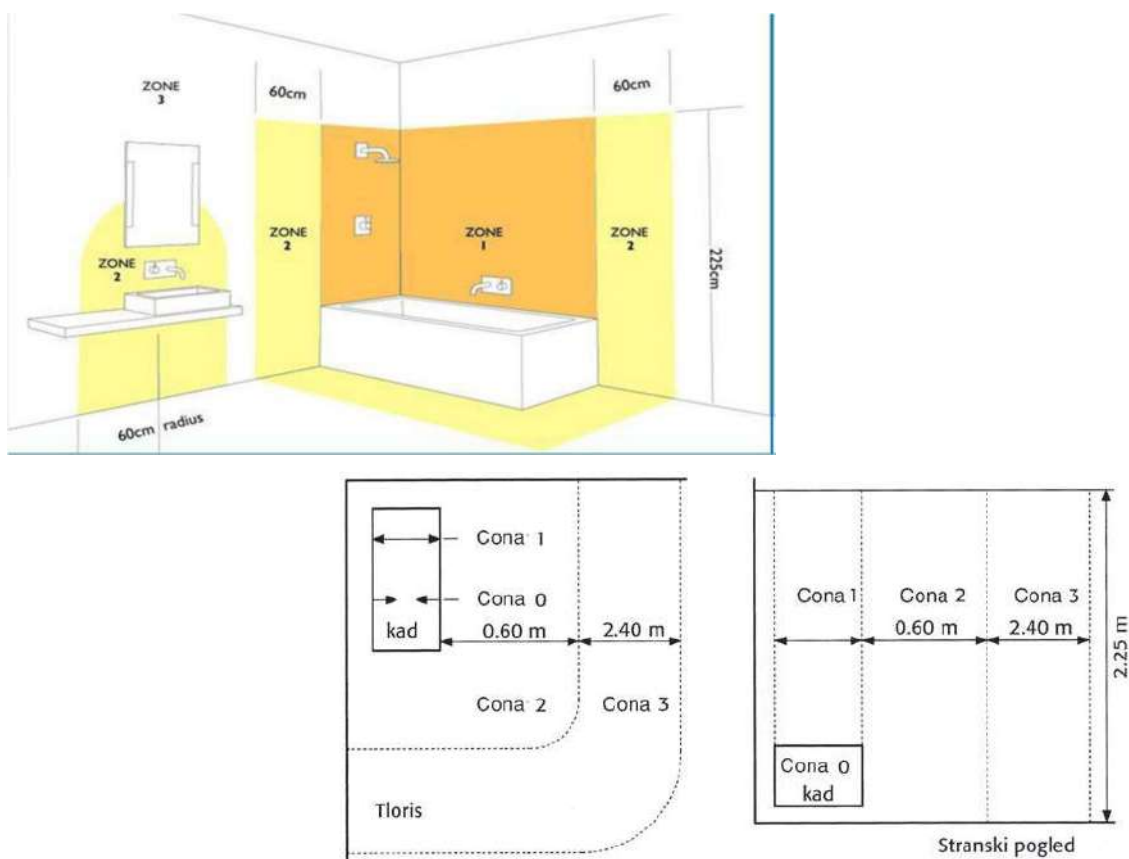 ZONE
3
60cm
60cm
ZONE
2
ZONE
1
ZONE
2
ZONE
2
225cm
60cm radius
Cona 1
Cona 0
kad
0.60 m
2.40 m
Cona 2
Cona 3
Tloris
Cona 1
Cona 2
Cona 3
0.60 m
2.40 m
2.25 m
Cona 0
kad
Stranski pogled